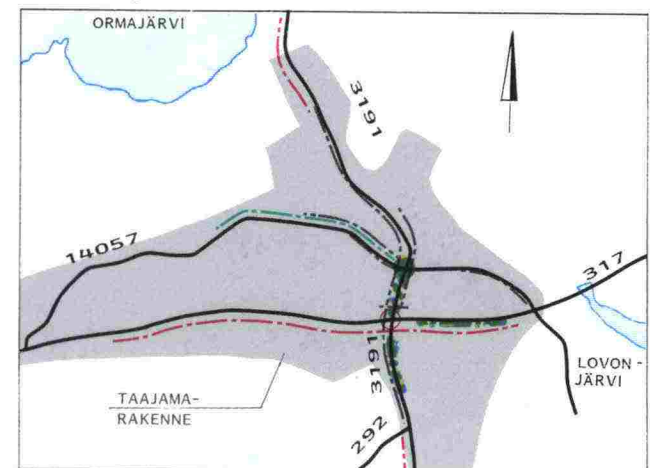 ORMAJÄRVI
3191
14057
317
3191
LOVON-
JÄRVI
TAAJAMA-
RAKENNE
292